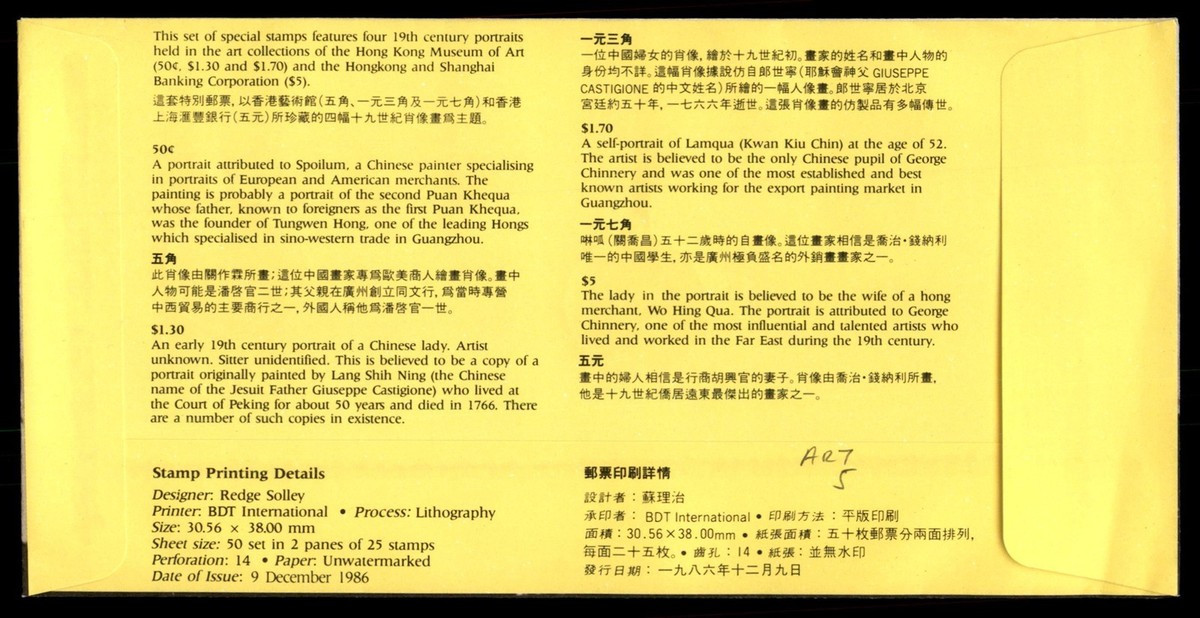 This set of special stamps features four 19th century portraits
held in the art collections of the Hong Kong Museum of Art
(50¢, $1.30 and $1.70) and the Hongkong and Shanghai
Banking Corporation ($5).
這套特別郵票，以香港藝術館（五角、一元三角及一元七角）和香港
上海滙豐銀行（五元）所珍藏的四幅十九世紀肖像畫爲主題。
50¢
A portrait attributed to Spoilum, a Chinese painter specialising
in portraits of European and American merchants. The
painting is probably a portrait of the second Puan Khequa
whose father, known to foreigners as the first Puan Khequa,
was the founder of Tungwen Hong, one of the leading Hongs
which specialised in sino-western trade in Guangzhou.
五角
此肖像由關作霖所畫；這位中國畫家專爲歐美商人繪畫肖像。畫中
人物可能是潘啓官二世；其父親在廣州創立同文行，爲當時專營
中西貿易的主要商行之一，外國人稱他爲潘啓官一世。
$1.30
An early 19th century portrait of a Chinese lady. Artist
unknown. Sitter unidentified. This is believed to be a copy of a
portrait originally painted by Lang Shih Ning (the Chinese
name of the Jesuit Father Giuseppe Castigione) who lived at
the Court of Peking for about 50 years and died in 1766. There
are a number of such copies in existence.
一元三角
一位中國婦女的肖像，繪於十九世紀初。畫家的姓名和畫中人物的
身份均不詳。這幅肖像據說仿自郎世寧（耶穌會神父GIUSEPPE
CASTIGIONE的中文姓名）所繪的一幅人像畫。郎世寧居於北京
宮廷約五十年，一七六六年逝世。這張肖像畫的仿製品有多幅傳世。
$1.70
A self-portrait of Lamqua (Kwan Kiu Chin) at the age of 52.
The artist is believed to be the only Chinese pupil of George
Chinnery and was one of the most established and best
known artists working for the export painting market in
Guangzhou.
一元七角
啉呱（關喬昌）五十二歲時的自畫像。這位畫家相信是喬治・錢納利
唯一的中國學生，亦是廣州極負盛名的外銷畫畫家之一。
$5
The lady in the portrait is believed to be the wife of a hong
merchant, Wo Hing Qua. The portrait is attributed to George
Chinnery, one of the most influential and talented artists who
lived and worked in the Far East during the 19th century.
五元
畫中的婦人相信是行商胡興官的妻子。肖像由喬治・錢納利所畫，
他是十九世紀僑居遠東最傑出的畫家之一。
Stamp Printing Details
Designer: Redge Solley
Printer: BDT International • Process: Lithography
Size: 30.56 × 38.00 mm
Sheet size: 50 set in 2 panes of 25 stamps
Perforation: 14 • Paper: Unwatermarked
Date of Issue: 9 December 1986
ART
5
郵票印刷詳情
設計者：蘇理治
承印者：BDT International • 印刷方法：平版印刷
面積：30.56×38.00mm • 紙張面積：五十枚郵票分兩面排列，
每面二十五枚。• 齒孔：14 • 紙張：並無水印
發行日期：一九八六年十二月九日